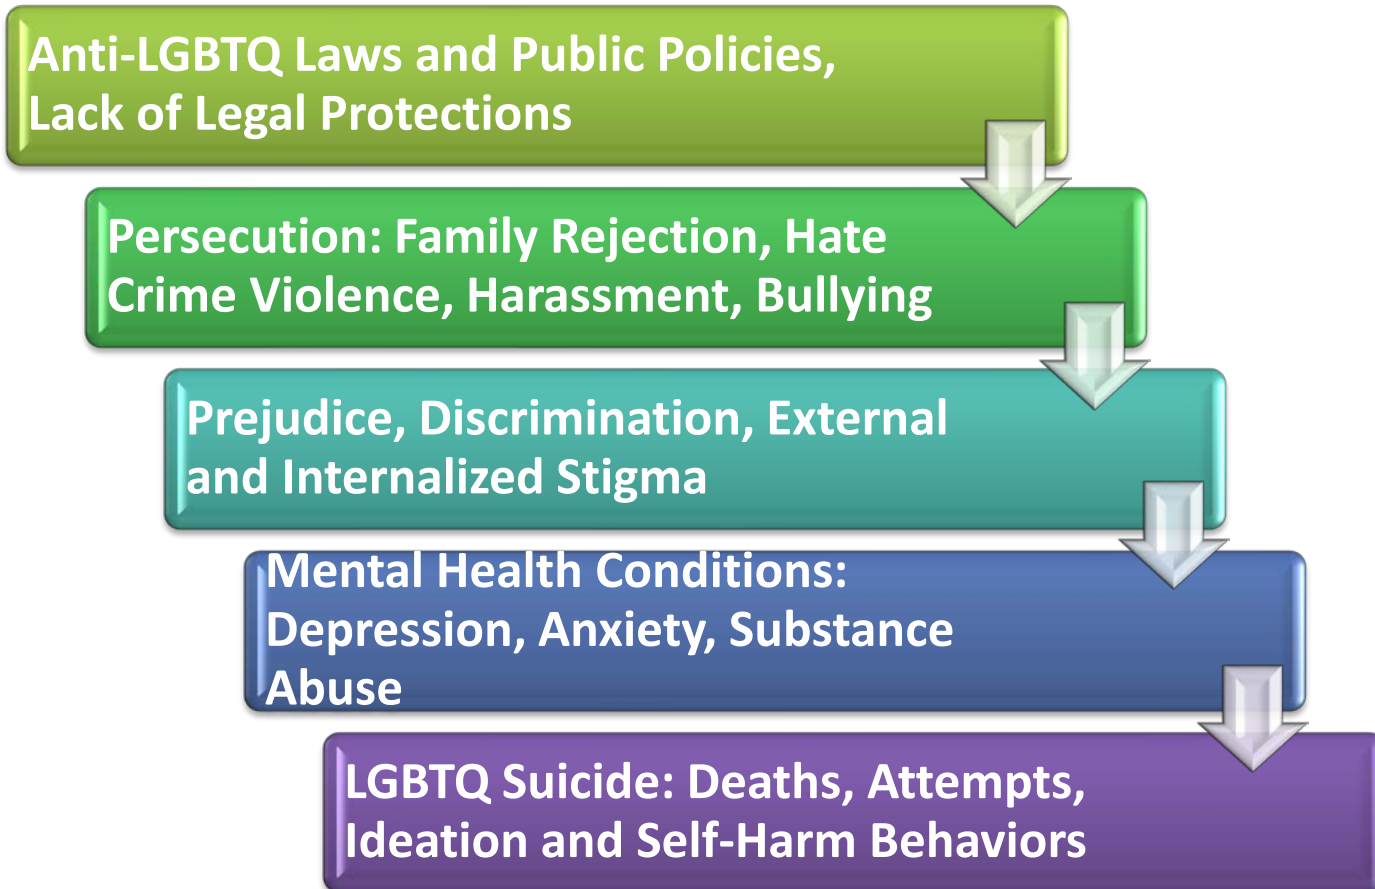 Anti-LGBTQ Laws and Public Policies,
Lack of Legal Protections
Persecution: Family Rejection, Hate
Crime Violence, Harassment, Bullying
Prejudice, Discrimination, External
and Internalized Stigma
Mental Health Conditions:
Depression, Anxiety, Substance
Abuse
LGBTQ Suicide: Deaths, Attempts,
Ideation and Self-Harm Behaviors